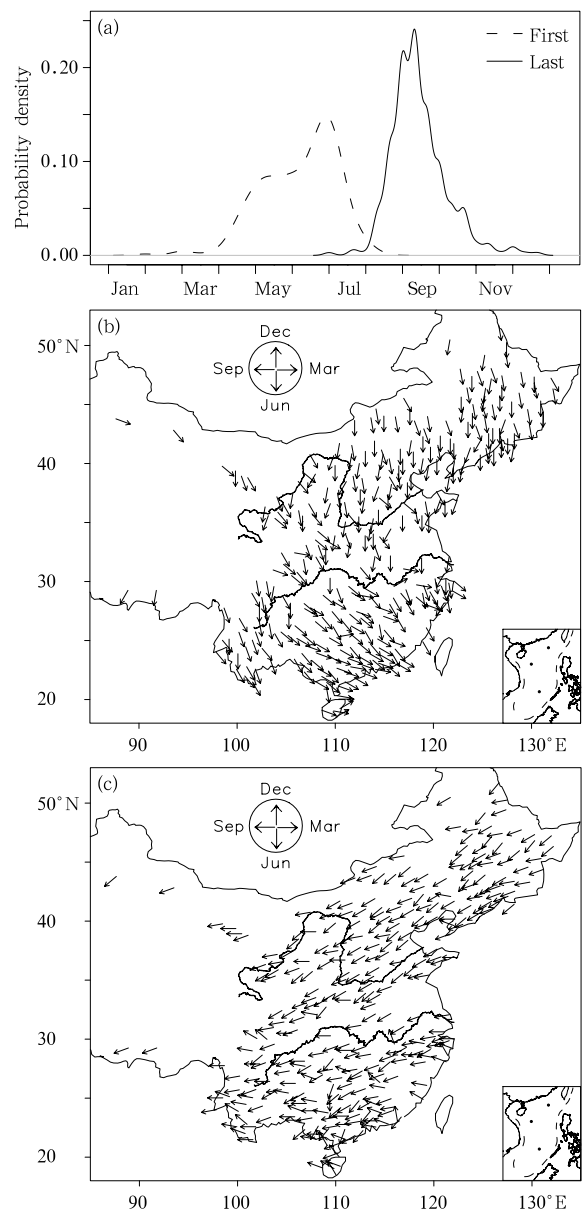 (a)
First
Last
Probability density
0.20
0.10
0.00
Jan Mar May Jul Sep Nov
(b)
50°N
40
30
20
Dec
Sep Mar
Jun
90 100 110 120 130°E
(c)
50°N
40
30
20
Dec
Sep Mar
Jun
90 100 110 120 130°E